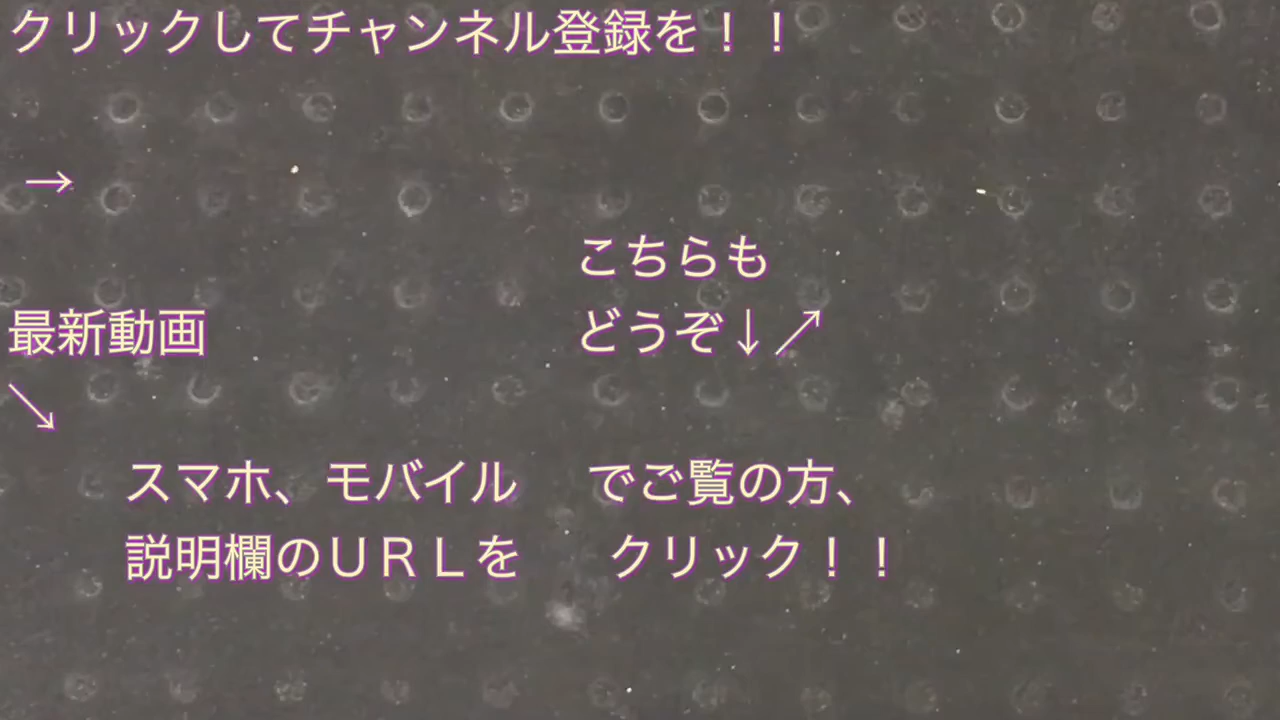 クリックしてチャンネル登録を！！
→
こちらも
最新動画
どうぞ↓↗
↘
スマホ、モバイル　でご覧の方、
説明欄のＵＲＬを　クリック！！